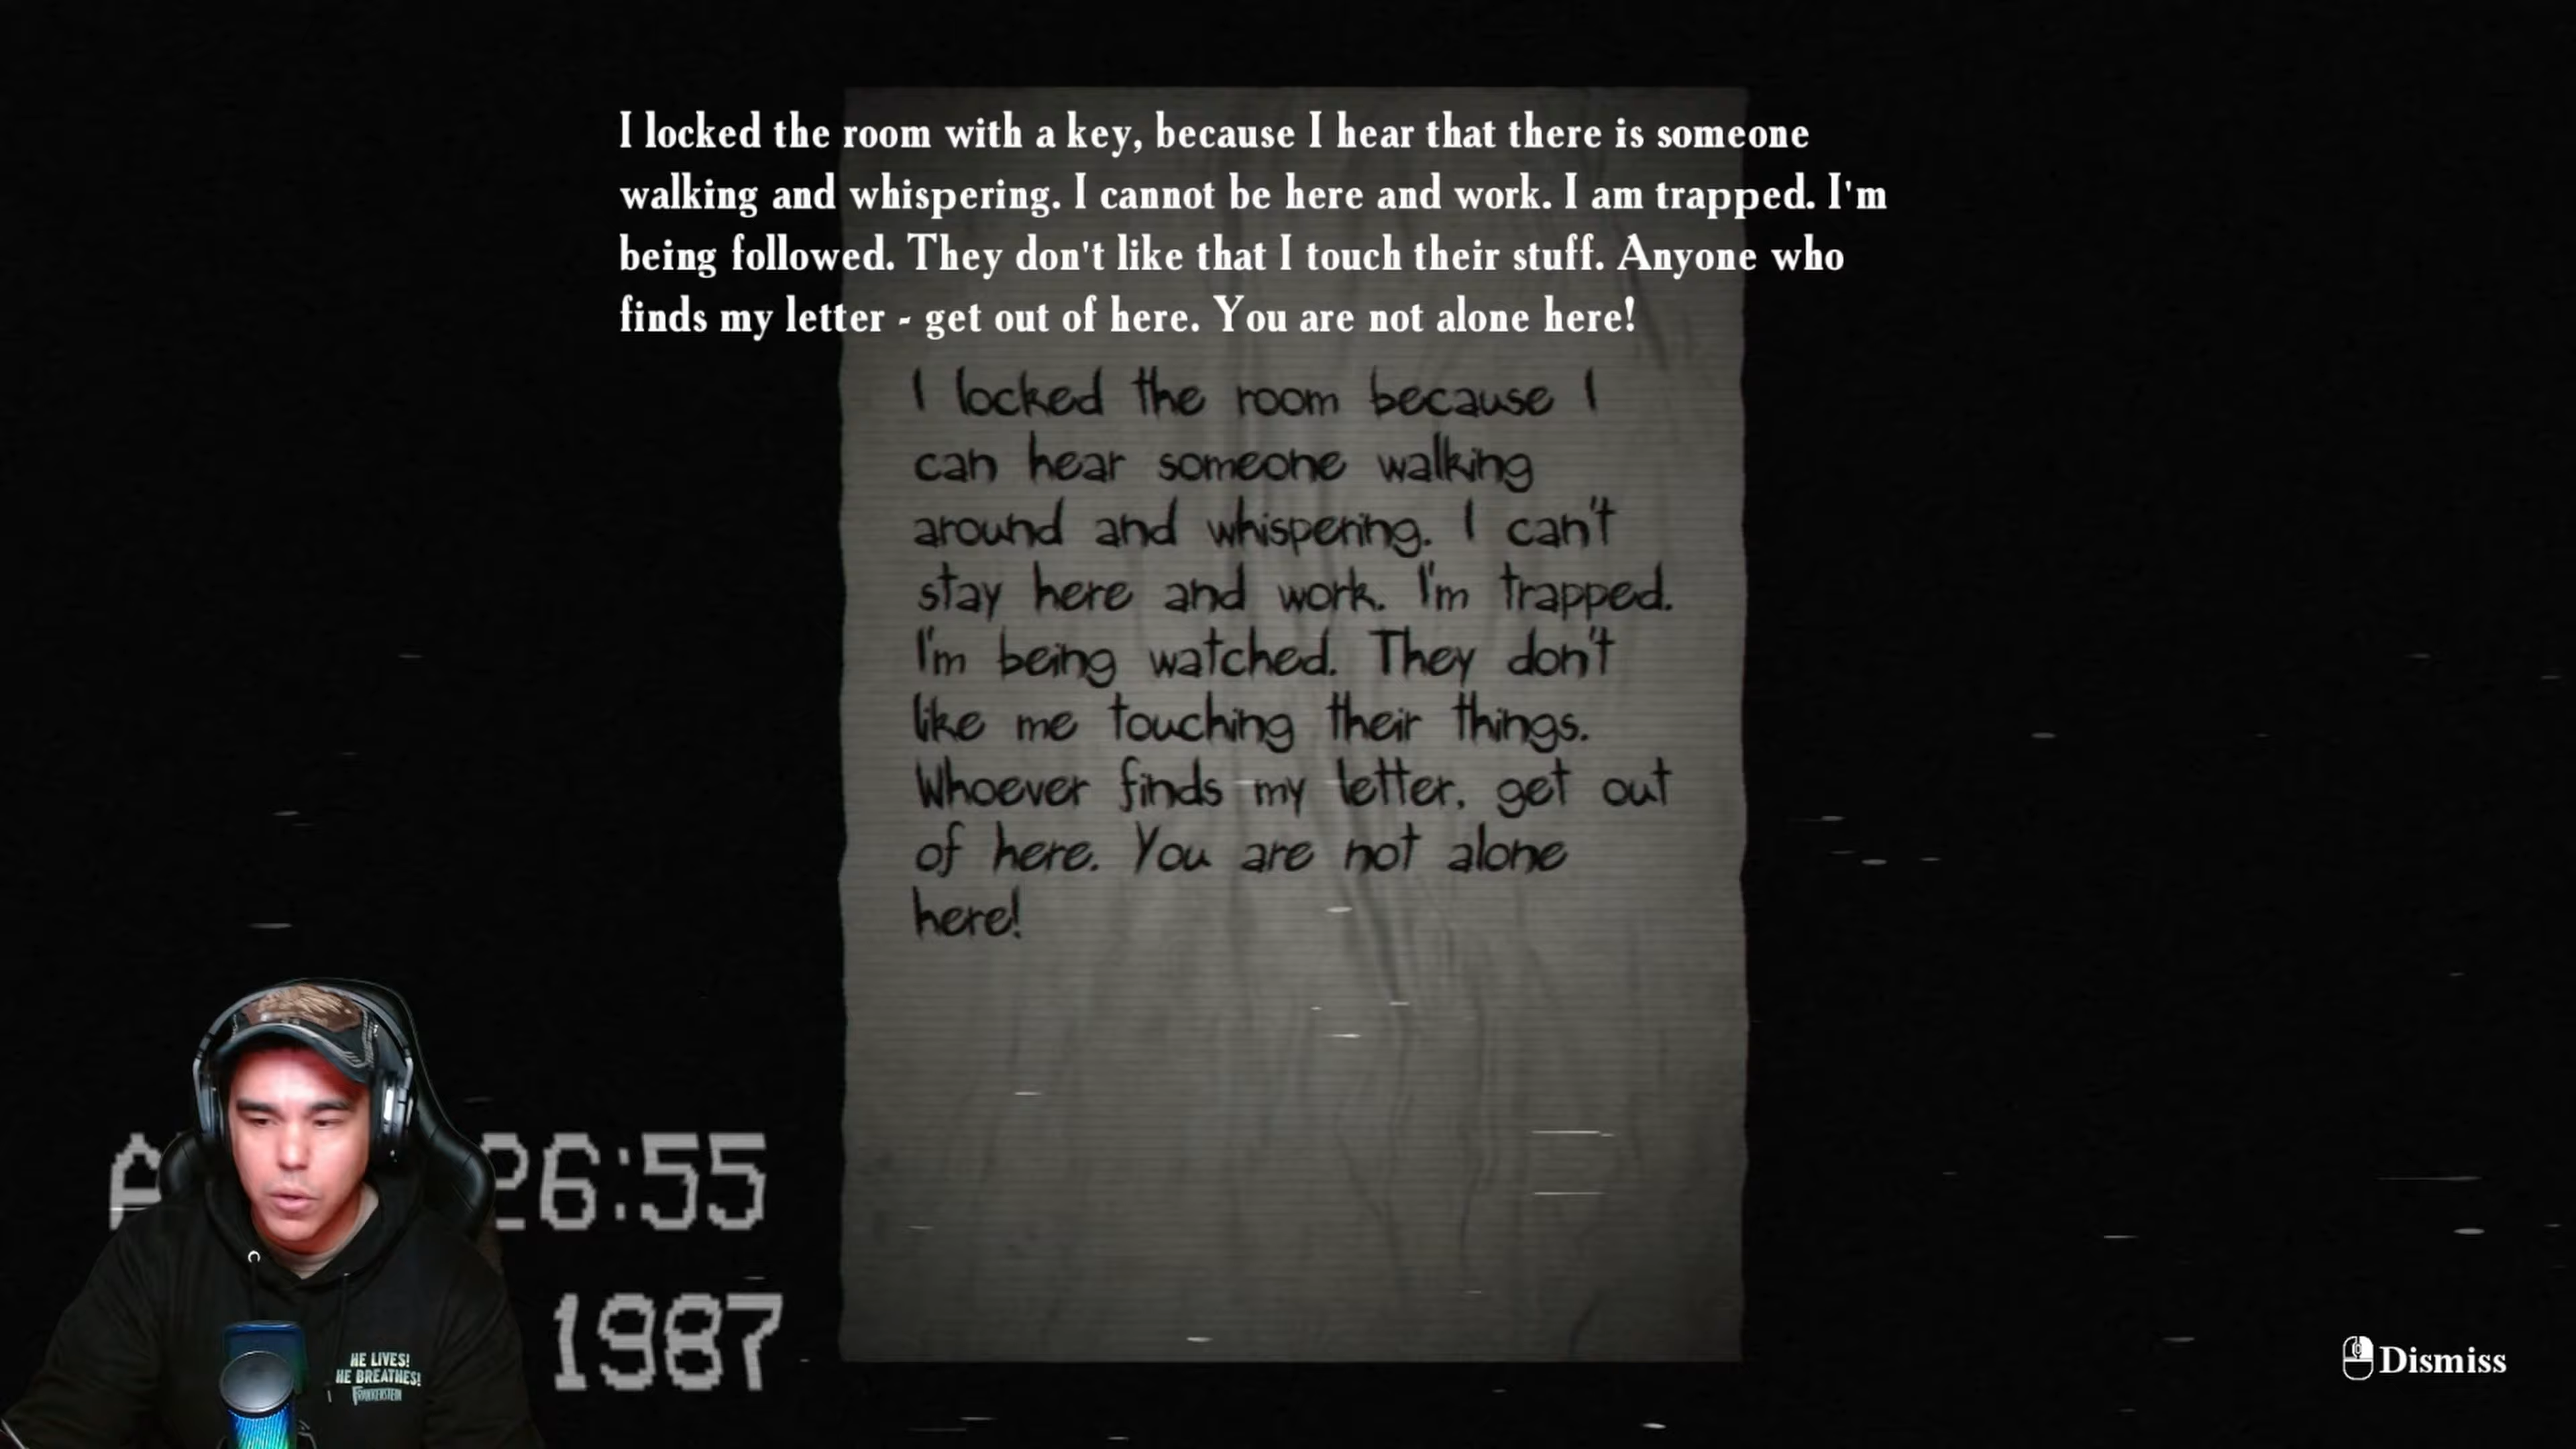 I locked the room with a key, because I hear that there is someone
walking and whispering. I cannot be here and work. I am trapped. I'm
being followed. They don't like that I touch their stuff. Anyone who
finds my letter - get out of here. You are not alone here!
I locked the room because I
can hear someone walking
around and whispering. I can't
stay here and work. I'm trapped.
I'm being watched. They don't
like me touching their things.
Whoever finds my letter, get out
of here. You are not alone
here!
26:55
1987
HE LIVES!
HE BREATHES!
FRANKENSTEIN
Dismiss